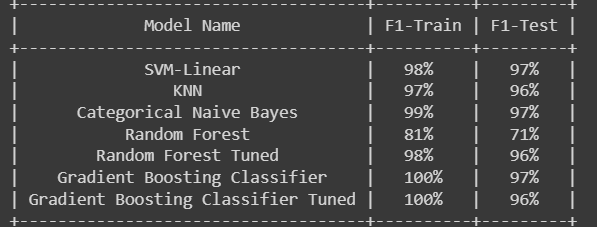 +----------------------------------+----------+---------+
| Model Name | F1-Train | F1-Test |
+----------------------------------+----------+---------+
| SVM-Linear | 98% | 97% |
| KNN | 97% | 96% |
| Categorical Naive Bayes | 99% | 97% |
| Random Forest | 81% | 71% |
| Random Forest Tuned | 98% | 96% |
| Gradient Boosting Classifier | 100% | 97% |
| Gradient Boosting Classifier Tuned | 100% | 96% |
+----------------------------------+----------+---------+